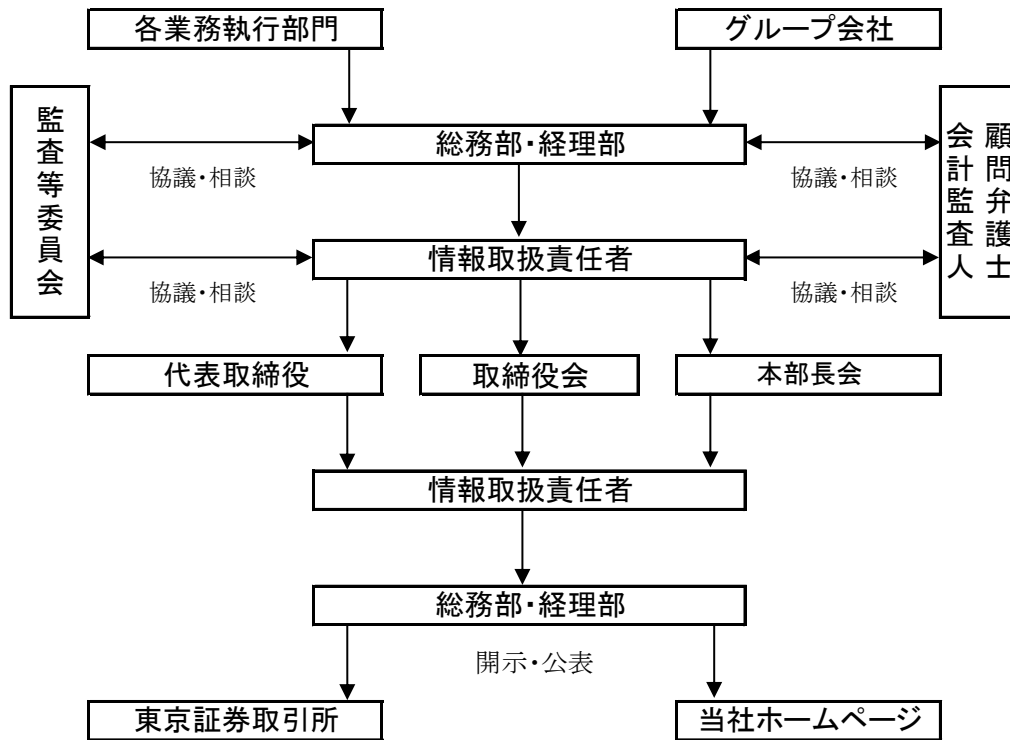 各業務執行部門
グループ会社
監査等委員会
総務部・経理部
顧問弁護士
会計監査人
協議・相談
協議・相談
情報取扱責任者
協議・相談
協議・相談
代表取締役
取締役会
本部長会
情報取扱責任者
総務部・経理部
開示・公表
東京証券取引所
当社ホームページ